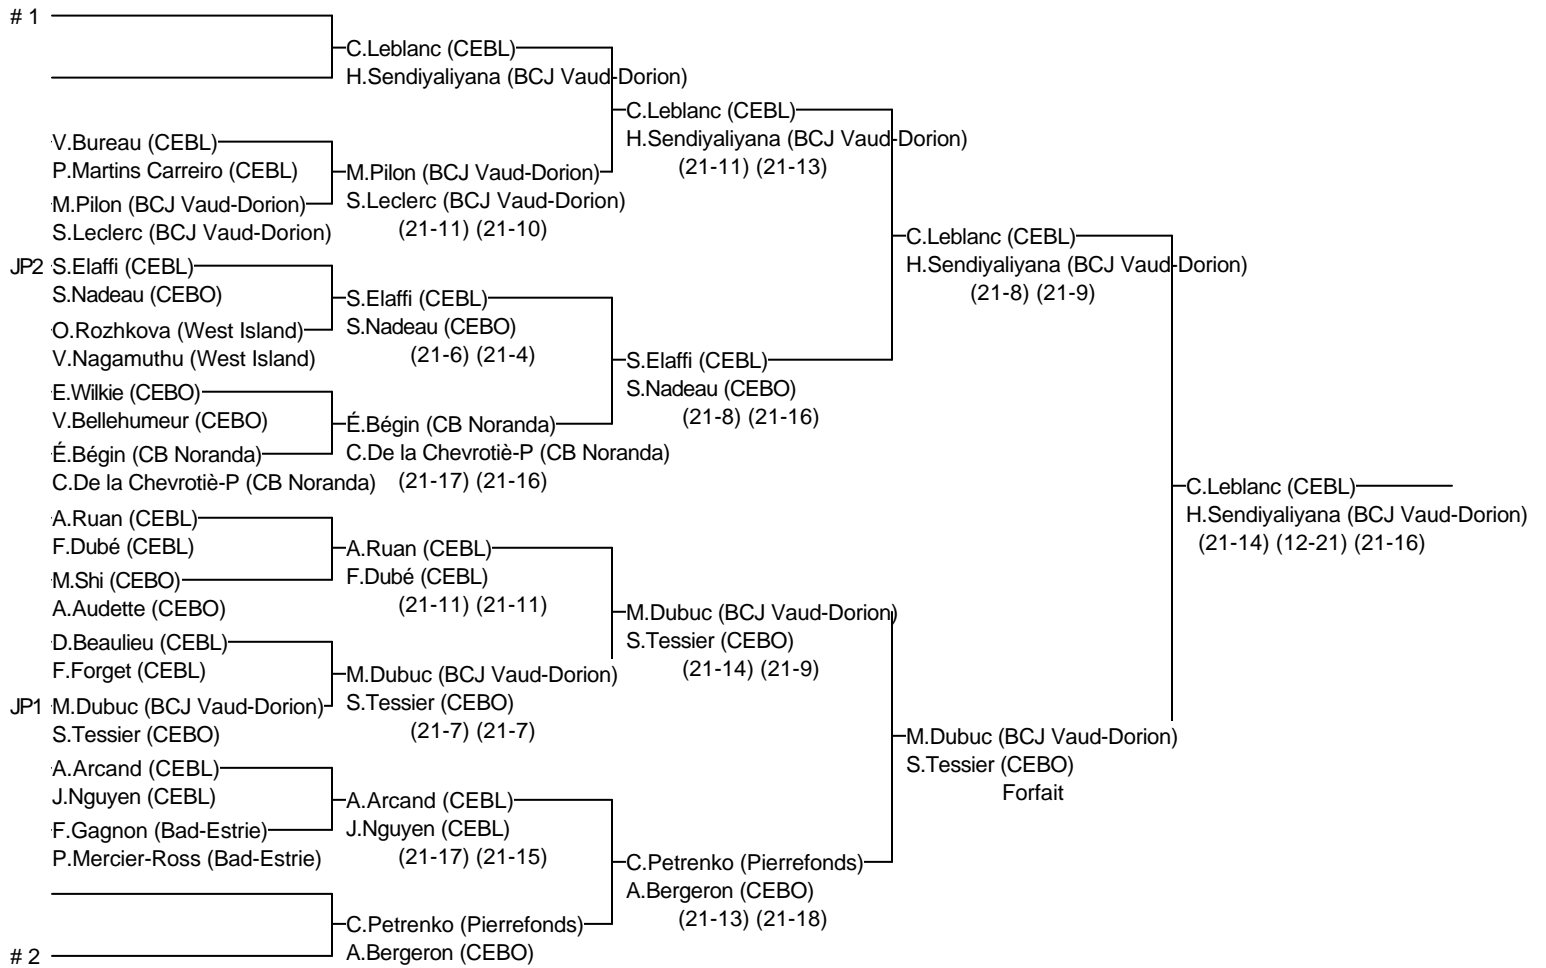 # 1
C.Leblanc (CEBL)
H.Sendiyaliyana (BCJ Vaud-Dorion)
C.Leblanc (CEBL)
H.Sendiyaliyana (BCJ Vaud-Dorion)
(21-11) (21-13)
V.Bureau (CEBL)
P.Martins Carreiro (CEBL)
M.Pilon (BCJ Vaud-Dorion)
S.Leclerc (BCJ Vaud-Dorion)
(21-11) (21-10)
M.Pilon (BCJ Vaud-Dorion)
S.Leclerc (BCJ Vaud-Dorion)
C.Leblanc (CEBL)
H.Sendiyaliyana (BCJ Vaud-Dorion)
(21-8) (21-9)
JP2 S.Elaffi (CEBL)
S.Nadeau (CEBO)
S.Elaffi (CEBL)
S.Nadeau (CEBO)
(21-6) (21-4)
O.Rozhkova (West Island)
V.Nagamuthu (West Island)
S.Elaffi (CEBL)
S.Nadeau (CEBO)
(21-8) (21-16)
E.Wilkie (CEBO)
V.Bellehumeur (CEBO)
É.Bégin (CB Noranda)
C.De la Chevrotiè-P (CB Noranda)
(21-17) (21-16)
É.Bégin (CB Noranda)
C.De la Chevrotiè-P (CB Noranda)
C.Leblanc (CEBL)
H.Sendiyaliyana (BCJ Vaud-Dorion)
(21-14) (12-21) (21-16)
A.Ruan (CEBL)
F.Dubé (CEBL)
A.Ruan (CEBL)
F.Dubé (CEBL)
(21-11) (21-11)
M.Shi (CEBO)
A.Audette (CEBO)
M.Dubuc (BCJ Vaud-Dorion)
S.Tessier (CEBO)
(21-14) (21-9)
D.Beaulieu (CEBL)
F.Forget (CEBL)
M.Dubuc (BCJ Vaud-Dorion)
S.Tessier (CEBO)
(21-7) (21-7)
JP1 M.Dubuc (BCJ Vaud-Dorion)
S.Tessier (CEBO)
M.Dubuc (BCJ Vaud-Dorion)
S.Tessier (CEBO)
Forfait
A.Arcand (CEBL)
J.Nguyen (CEBL)
A.Arcand (CEBL)
J.Nguyen (CEBL)
(21-17) (21-15)
F.Gagnon (Bad-Estrie)
P.Mercier-Ross (Bad-Estrie)
C.Petrenko (Pierrefonds)
A.Bergeron (CEBO)
(21-13) (21-18)
C.Petrenko (Pierrefonds)
A.Bergeron (CEBO)
# 2